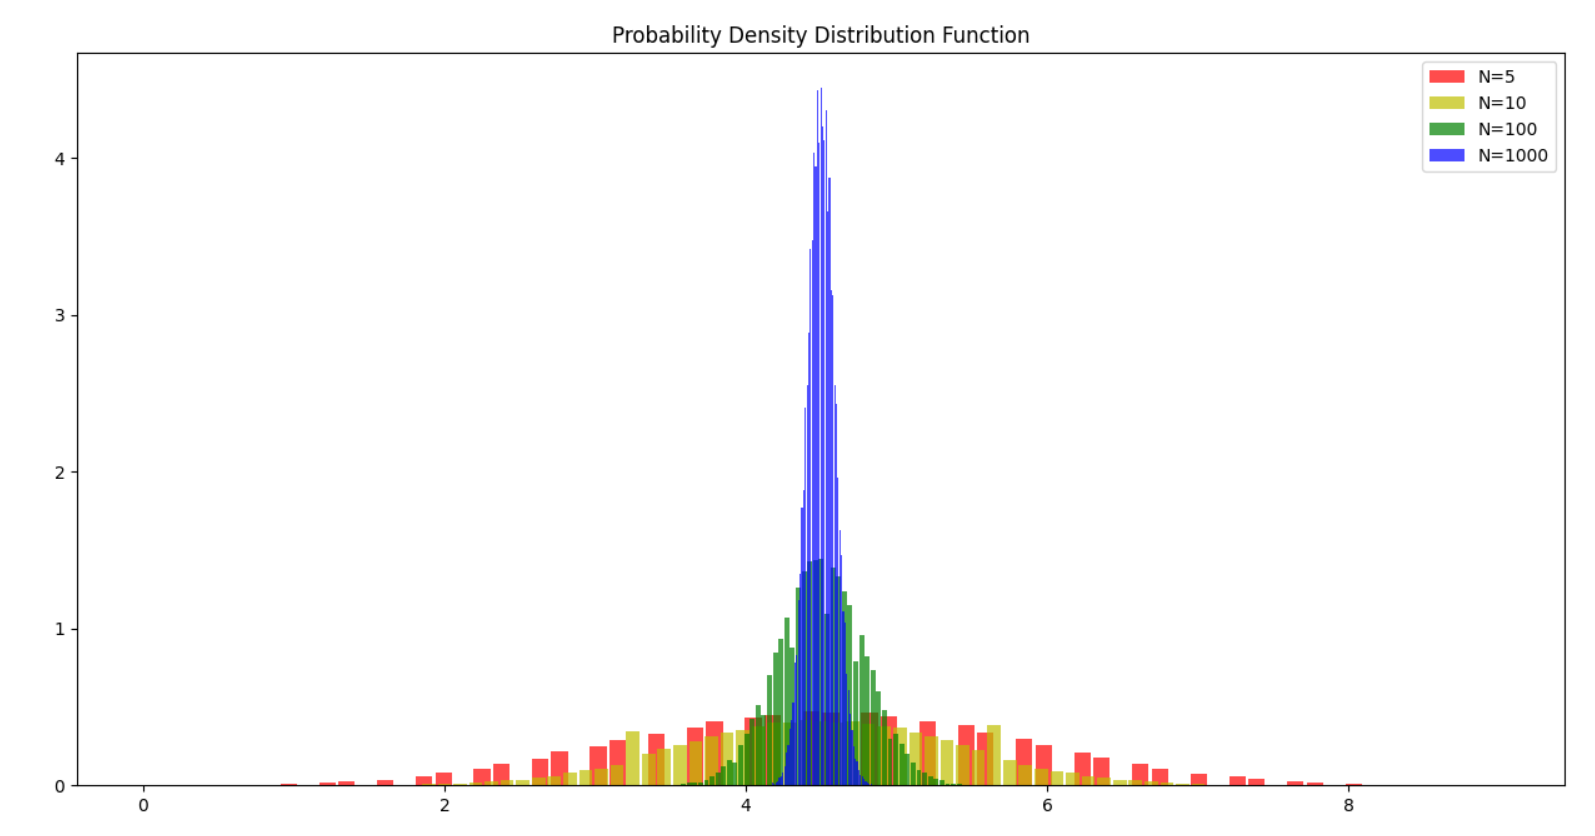 Probability Density Distribution Function
N=5
N=10
N=100
N=1000
4
3
2
1
0
0 2 4 6 8